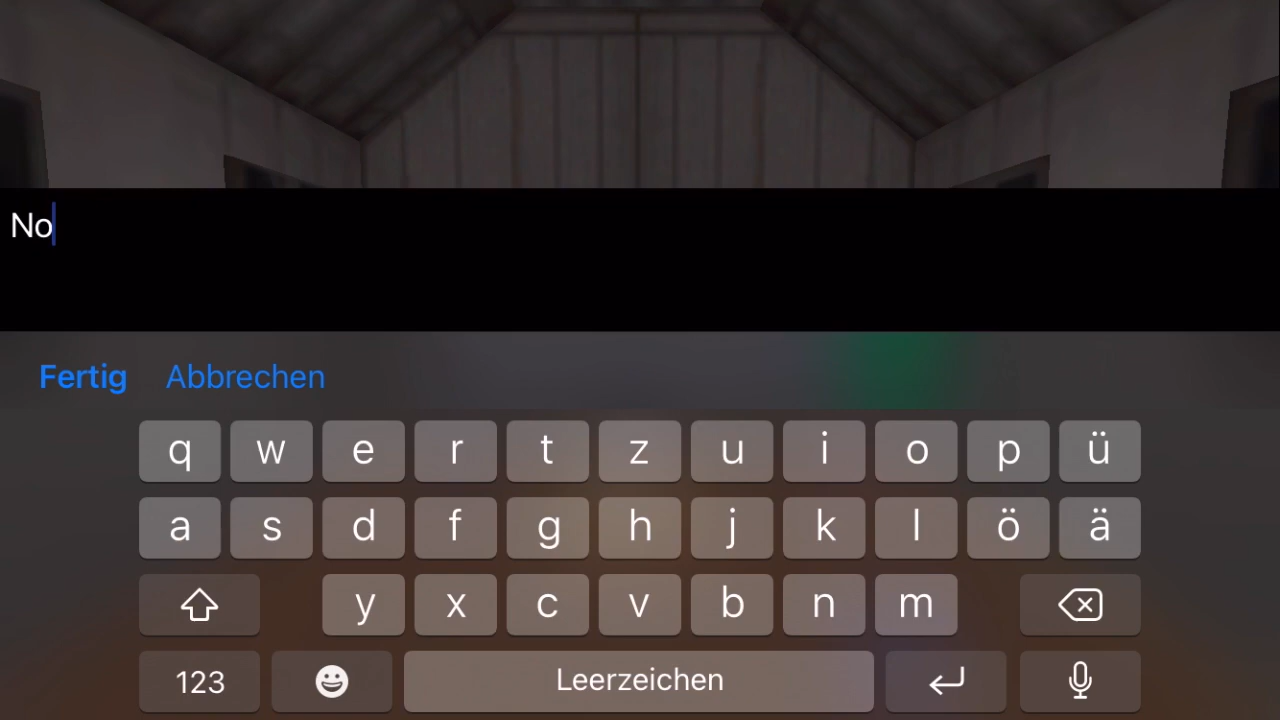 No
Fertig Abbrechen
q w e r t z u i o p ü
a s d f g h j k l ö ä
y x c v b n m
123 Leerzeichen